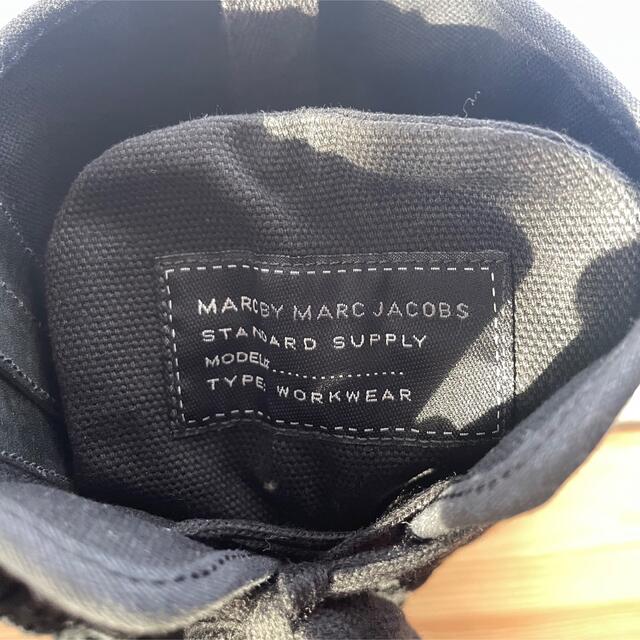 MARC BY MARC JACOBS
STANDARD SUPPLY
MODEL#..................
TYPE: WORKWEAR